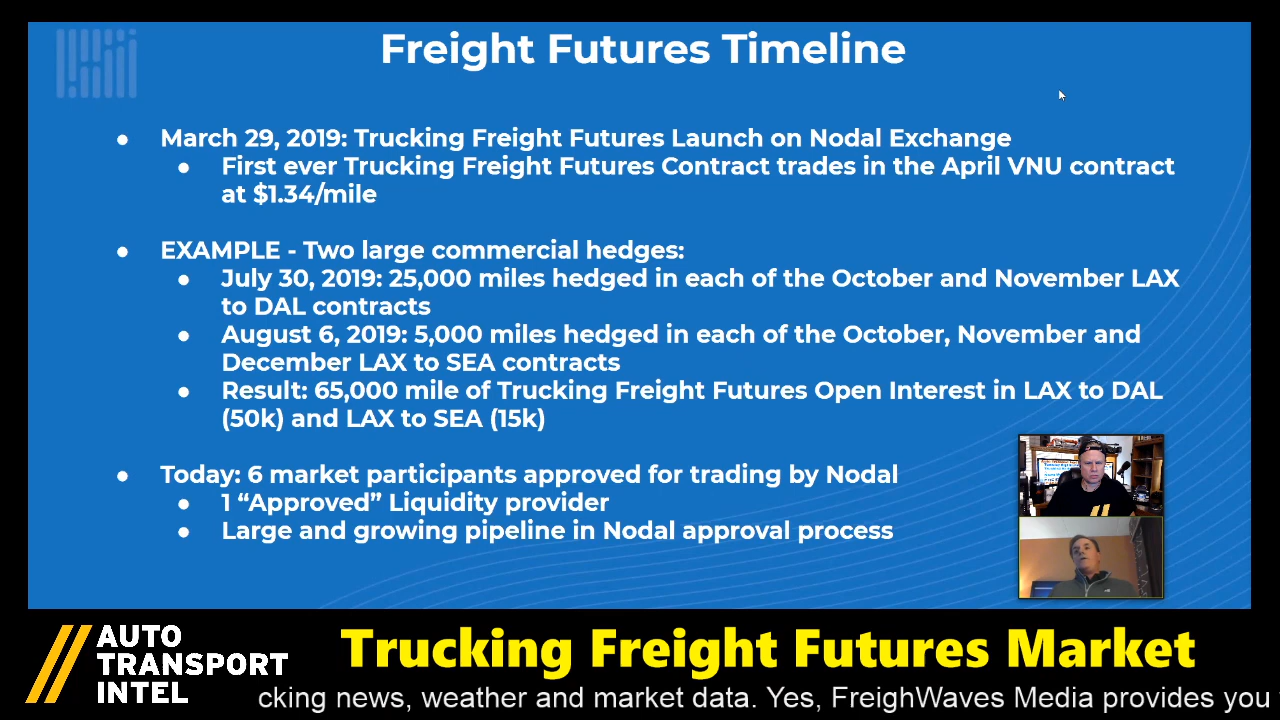 Freight Futures Timeline
● March 29, 2019: Trucking Freight Futures Launch on Nodal Exchange
● First ever Trucking Freight Futures Contract trades in the April VNU contract
at $1.34/mile
● EXAMPLE - Two large commercial hedges:
● July 30, 2019: 25,000 miles hedged in each of the October and November LAX
to DAL contracts
● August 6, 2019: 5,000 miles hedged in each of the October, November and
December LAX to SEA contracts
● Result: 65,000 mile of Trucking Freight Futures Open Interest in LAX to DAL
(50k) and LAX to SEA (15k)
● Today: 6 market participants approved for trading by Nodal
● 1 “Approved” Liquidity provider
● Large and growing pipeline in Nodal approval process
AUTO
TRANSPORT
INTEL
Trucking Freight Futures Market
cking news, weather and market data. Yes, FreighWaves Media provides you